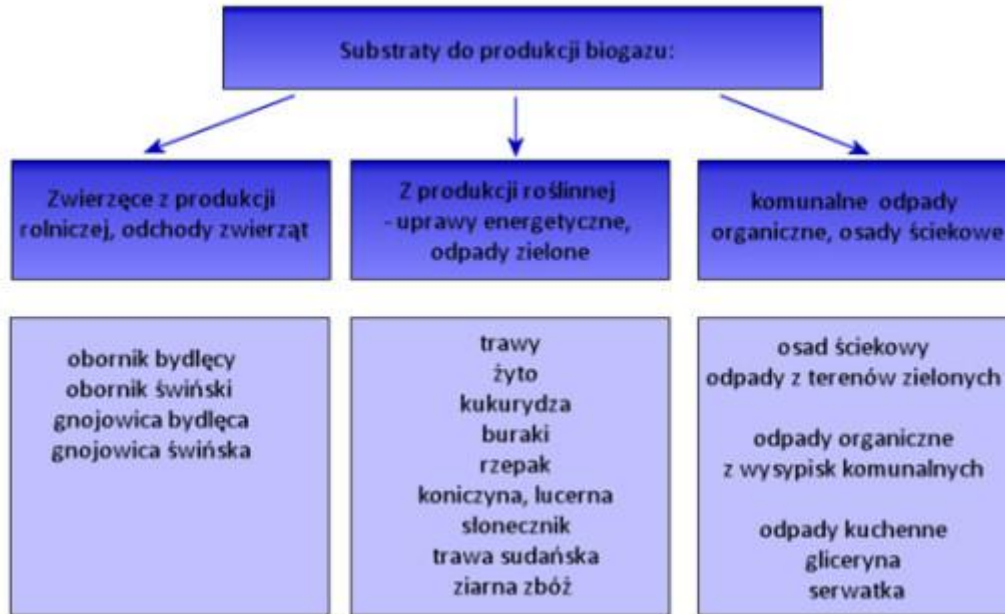 Substraty do produkcji biogazu:
Zwierzęce z produkcji
rolniczej, odchody zwierząt
Z produkcji roślinnej
- uprawy energetyczne,
odpady zielone
komunalne odpady
organiczne, osady ściekowe
obornik bydlęcy
obornik świński
gnojowica bydlęca
gnojowica świńska
trawy
żyto
kukurydza
buraki
rzepak
koniczyna, lucerna
słonecznik
trawa sudańska
ziarna zbóż
osad ściekowy
odpady z terenów zielonych
odpady organiczne
z wysypisk komunalnych
odpady kuchenne
gliceryna
serwatka